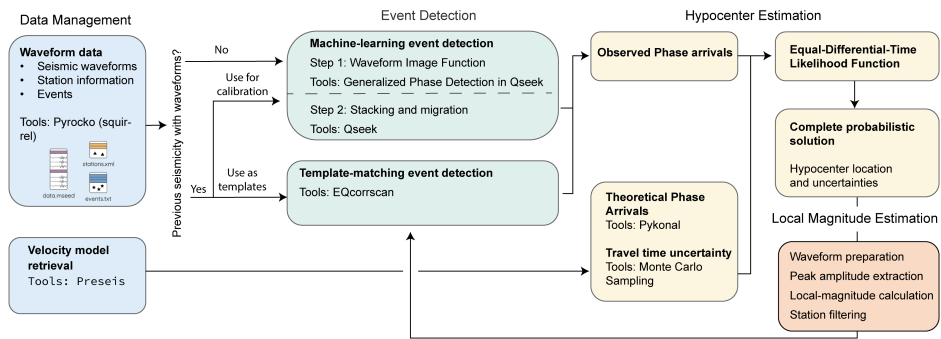 Data Management
Waveform data
• Seismic waveforms
• Station information
• Events
Tools: Pyrocko (squir-
rel)
stations.xml
data.mseed
events.txt
Velocity model
retrieval
Tools: Preseis
Previous seismicity with waveforms?
No
Use for
calibration
Yes
Use as
templates
Event Detection
Machine-learning event detection
Step 1: Waveform Image Function
Tools: Generalized Phase Detection in Qseek
Step 2: Stacking and migration
Tools: Qseek
Template-matching event detection
Tools: EQcorrscan
Hypocenter Estimation
Observed Phase arrivals
Theoretical Phase
Arrivals
Tools: Pykonal
Travel time uncertainty
Tools: Monte Carlo
Sampling
Equal-Differential-Time
Likelihood Function
Complete probabilistic
solution
Hypocenter location
and uncertainties
Local Magnitude Estimation
Waveform preparation
Peak amplitude extraction
Local-magnitude calculation
Station filtering